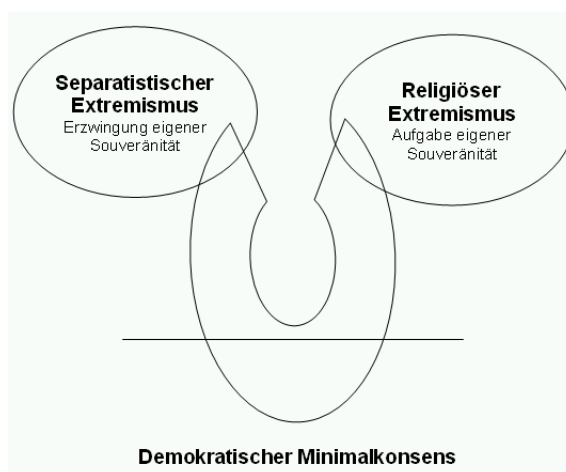 Separatistischer
Extremismus
Erzwingung eigener
Souveränität
Religiöser
Extremismus
Aufgabe eigener
Souveränität
Demokratischer Minimalkonsens